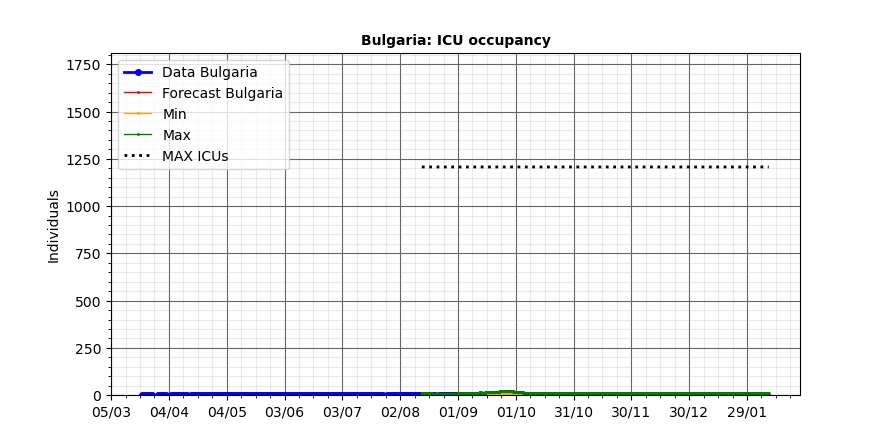 Bulgaria: ICU occupancy
Data Bulgaria
Forecast Bulgaria
Min
Max
MAX ICUs
Individuals
1750
1500
1250
1000
750
500
250
0
05/03 04/04 04/05 03/06 03/07 02/08 01/09 01/10 31/10 30/11 30/12 29/01